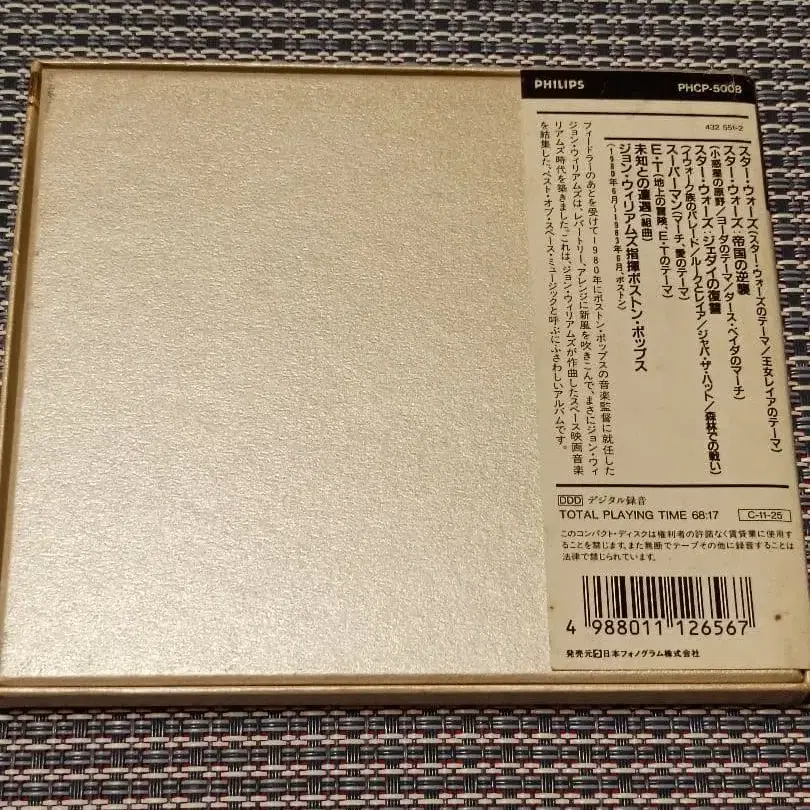 PHILIPS
PHCP-5008
432 551-2
スター・ウォーズ(スター・ウォーズのテーマ/王女レイアのテーマ)
スター・ウォーズ:帝国の逆襲
(小惑星の原野/ヨーダのテーマ/ダース・ベイダのマーチ)
スター・ウォーズ:ジェダイの復讐
(イウォーク族のパレード/ルークとレイア/ジャバ・ザ・ハット/森林での戦い)
スーパーマン(マーチ、愛のテーマ)
E・T(地上の冒険、E・Tのテーマ)
未知との遭遇(組曲)
ジョン・ウィリアムズ指揮ボストン・ポップス
(1980年6月〜1983年6月、ボストン)
フィードラーのあとを受けて1980年にボストン・ポップスの音楽監督に就任した
ジョン・ウィリアムズは、レパートリー、アレンジに新風を吹きこんで、まさにジョン・ウィ
リアムズ時代を築きました。これは、ジョン・ウィリアムズが作曲したスペース映画音楽
を結集した、ベスト・オブ・スペース・ミュージックと呼ぶにふさわしいアルバムです。
DDD デジタル録音
TOTAL PLAYING TIME 68:17
C-11-25
このコンパクト・ディスクは権利者の許諾なく賃貸業に使用す
ることを禁じます。また無断でテープその他に録音することは
法律で禁じられています。
4 988011 126567
発売元 日本フォノグラム株式会社